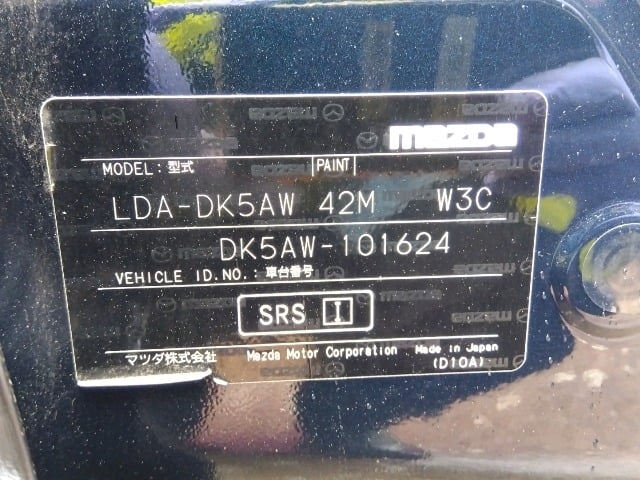 mazda
MODEL: 型式 PAINT
LDA-DK5AW 42M W3C
DK5AW-101624
VEHICLE ID.NO.: 車台番号
SRS I
マツダ株式会社 Mazda Motor Corporation Made in Japan
(D10A)